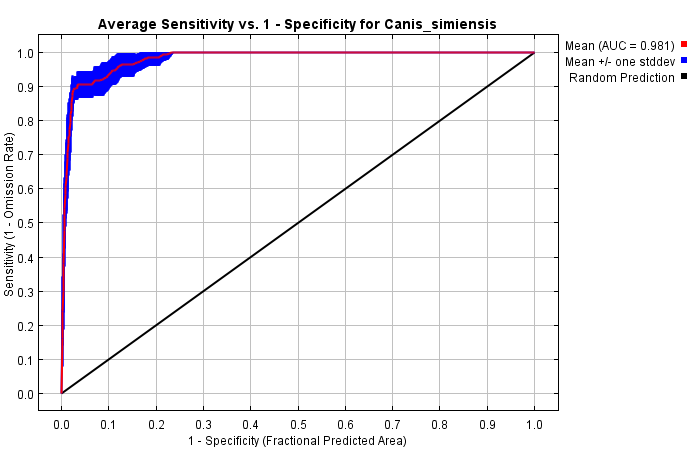 Average Sensitivity vs. 1 - Specificity for Canis_simiensis
Mean (AUC = 0.981)
Mean +/- one stddev
Random Prediction
Sensitivity (1 - Omission Rate)
1.0
0.9
0.8
0.7
0.6
0.5
0.4
0.3
0.2
0.1
0.0
0.0 0.1 0.2 0.3 0.4 0.5 0.6 0.7 0.8 0.9 1.0
1 - Specificity (Fractional Predicted Area)